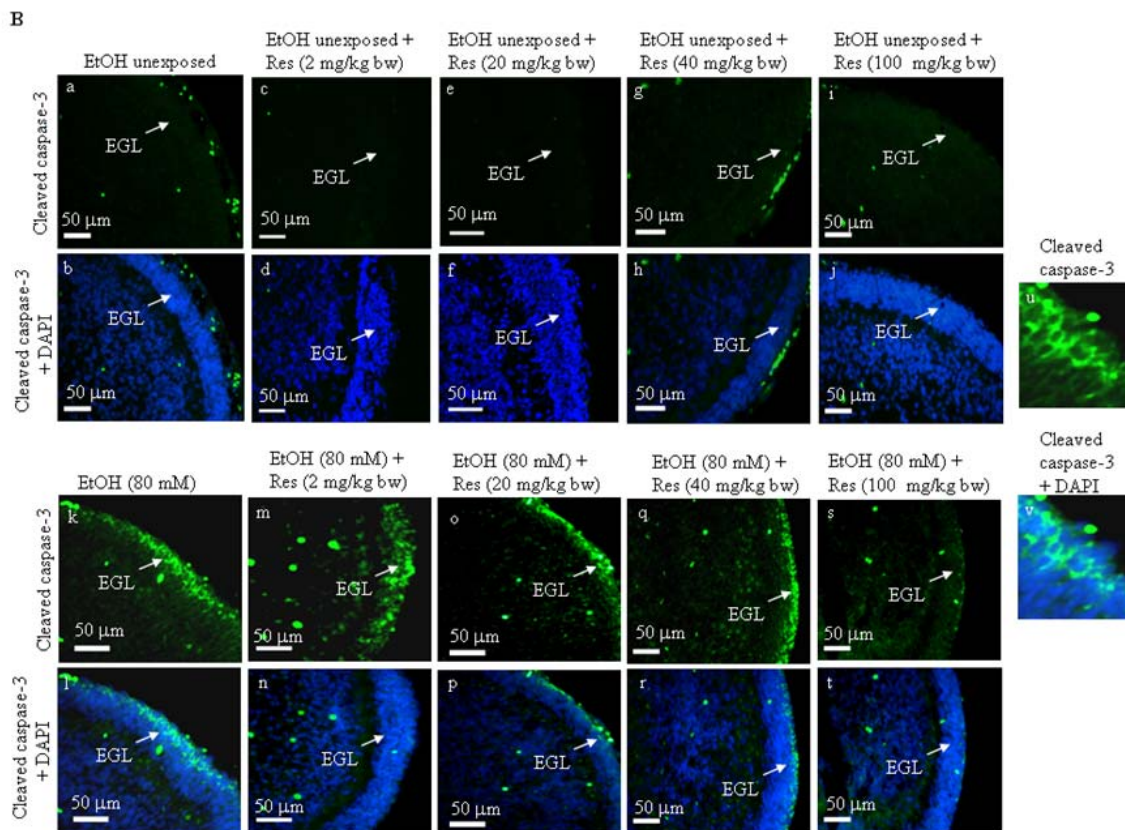 B
EtOH unexposed
EtOH unexposed +
Res (2 mg/kg bw)
EtOH unexposed +
Res (20 mg/kg bw)
EtOH unexposed +
Res (40 mg/kg bw)
EtOH unexposed +
Res (100 mg/kg bw)
Cleaved caspase-3
a
EGL
50 µm
c
EGL
50 µm
e
EGL
50 µm
g
EGL
50 µm
i
EGL
50 µm
Cleaved caspase-3
+ DAPI
b
EGL
50 µm
d
EGL
50 µm
f
EGL
50 µm
h
EGL
50 µm
j
EGL
50 µm
Cleaved
caspase-3
u
Cleaved
caspase-3
+ DAPI
v
EtOH (80 mM)
EtOH (80 mM) +
Res (2 mg/kg bw)
EtOH (80 mM) +
Res (20 mg/kg bw)
EtOH (80 mM) +
Res (40 mg/kg bw)
EtOH (80 mM) +
Res (100 mg/kg bw)
Cleaved caspase-3
k
EGL
50 µm
m
EGL
50 µm
o
EGL
50 µm
q
EGL
50 µm
s
EGL
50 µm
Cleaved caspase-3
+ DAPI
l
EGL
50 µm
n
EGL
50 µm
p
EGL
50 µm
r
EGL
50 µm
t
EGL
50 µm